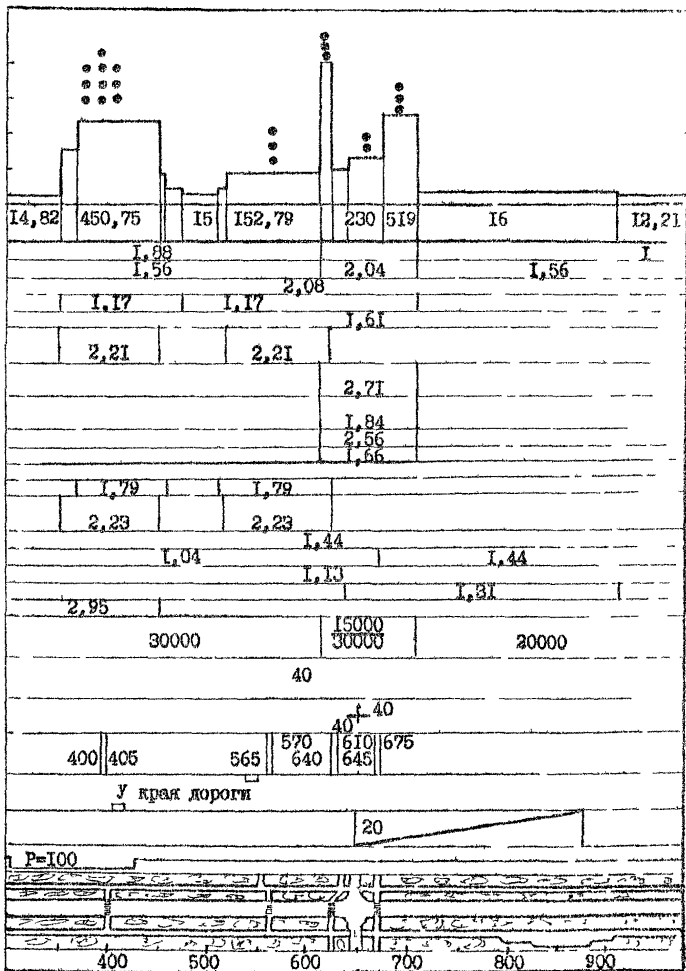 I4,82 450,75 I5 I52,79 230 519 I6 I2,2I
I,88 I
I,56 2,04 I,56
2,08
I,I7 I,I7
I,6I
2,2I 2,2I
2,7I
I,84
2,56
I,66
I,79 I,79
2,23 2,23
I,44
I,04 I,44
I,I3
I,3I
2,95
I5000
30000 30000 20000
40
40
40
570 6I0 675
400 405 565 640 645
у края дороги
20
P=I00
400 500 600 700 800 900